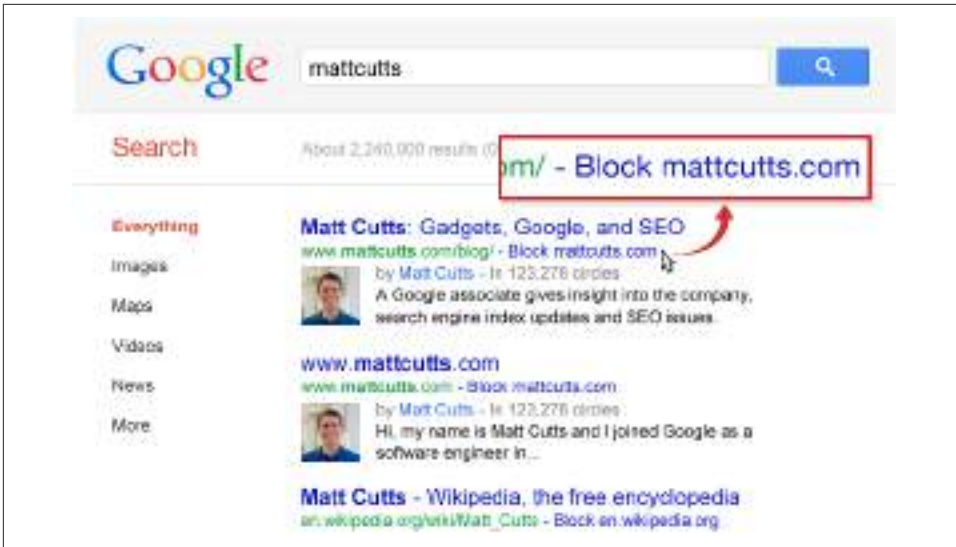 Google
mattcutts
Search
About 2,240,000 results (0
om/ - Block mattcutts.com
Everything
Images
Maps
Videos
News
More
Matt Cutts: Gadgets, Google, and SEO
www.mattcutts.com/blog/ - Block mattcutts.com
by Matt Cutts - In 123,278 circles
A Google associate gives insight into the company,
search engine index updates and SEO issues.
www.mattcutts.com
www.mattcutts.com - Block mattcutts.com
by Matt Cutts - In 123,278 circles
Hi, my name is Matt Cutts and I joined Google as a
software engineer in...
Matt Cutts - Wikipedia, the free encyclopedia
en.wikipedia.org/wiki/Matt_Cutts - Block en.wikipedia.org